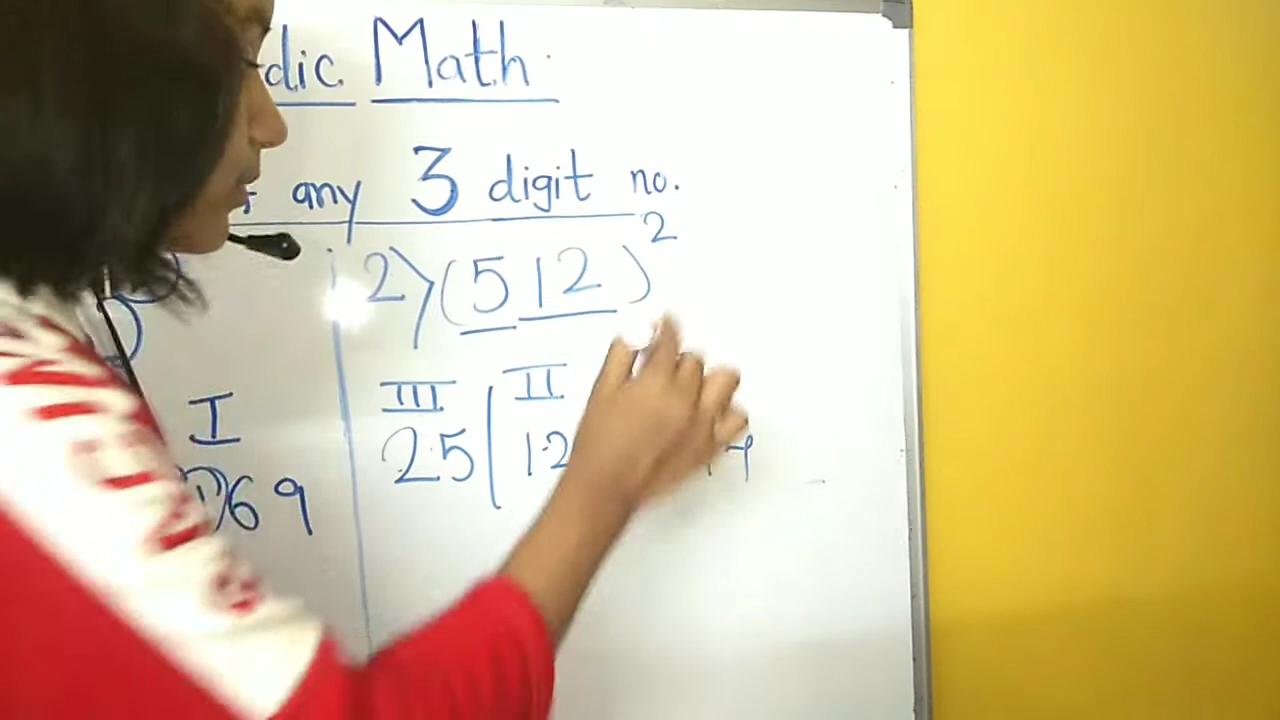 dic Math
any 3 digit no.
2) (512)²
I III II
25 12
69